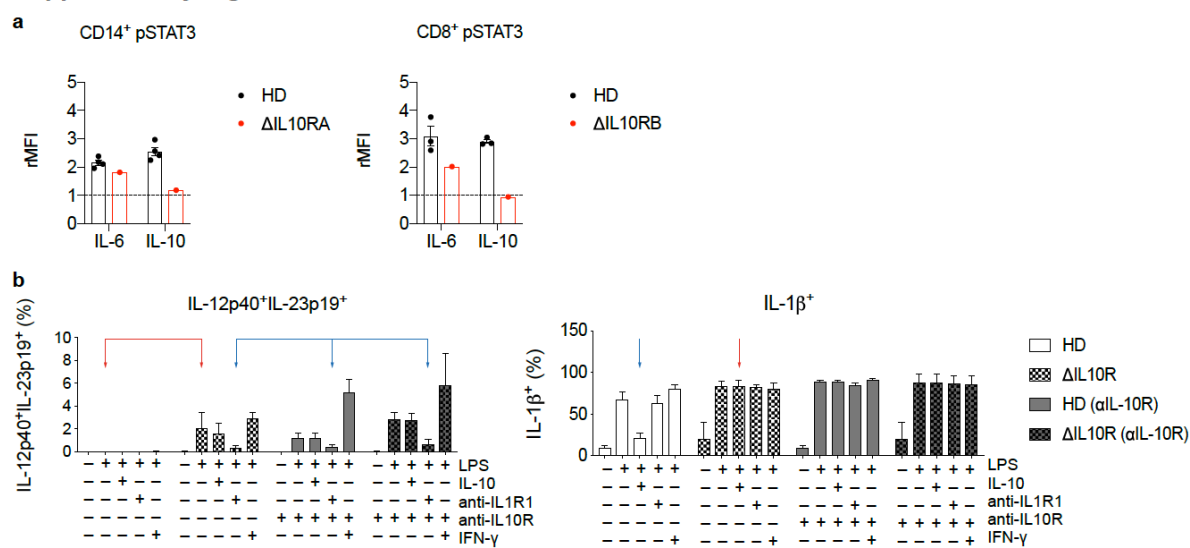 a
CD14+ pSTAT3
rMFI
5
4
3
2
1
0
IL-6 IL-10
HD
ΔIL10RA
CD8+ pSTAT3
rMFI
5
4
3
2
1
0
IL-6 IL-10
HD
ΔIL10RB
b
IL-12p40+IL-23p19+
IL-12p40+IL-23p19+ (%)
10
8
6
4
2
0
– + + + + – + + + + – + + + + – + + + + LPS
– – + – – – – + – – – – + – – – – + – – IL-10
– – – + – – – – + – – – – + – – – – + – anti-IL1R1
– – – – – – – – – – + + + + + + + + + + anti-IL10R
– – – – + – – – – + – – – – + – – – – + IFN-γ
IL-1β+
IL-1β+ (%)
150
100
50
0
– + + + + – + + + + – + + + + – + + + + LPS
– – + – – – – + – – – – + – – – – + – – IL-10
– – – + – – – – + – – – – + – – – – + – anti-IL1R1
– – – – – – – – – – + + + + + + + + + + anti-IL10R
– – – – + – – – – + – – – – + – – – – + IFN-γ
HD
ΔIL10R
HD (αIL-10R)
ΔIL10R (αIL-10R)